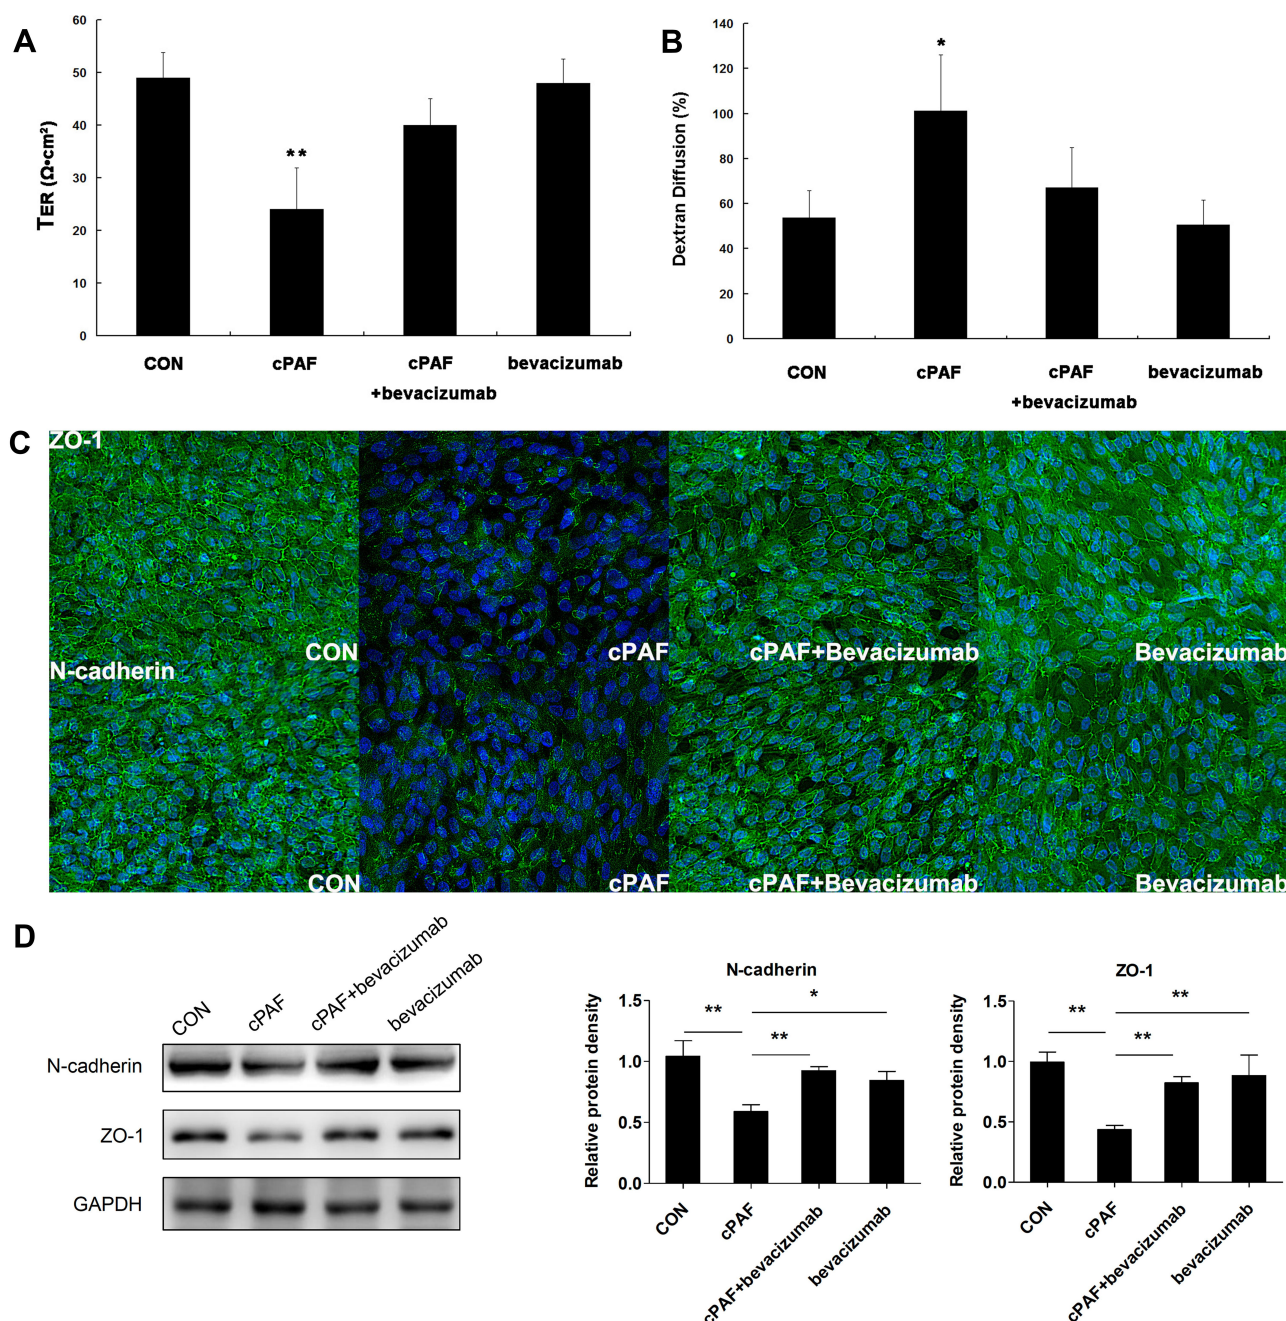 A
60
50
40
30
20
10
0
TER (Ω•cm²)
**
CON
cPAF
cPAF
+bevacizumab
bevacizumab
B
140
120
100
80
60
40
20
0
Dextran Diffusion (%)
*
CON
cPAF
cPAF
+bevacizumab
bevacizumab
C
ZO-1
CON
cPAF
cPAF+Bevacizumab
Bevacizumab
N-cadherin
CON
cPAF
cPAF+Bevacizumab
Bevacizumab
D
CON
cPAF
cPAF+bevacizumab
bevacizumab
N-cadherin
ZO-1
GAPDH
N-cadherin
Relative protein density
1.5
1.0
0.5
0.0
**
*
**
CON
cPAF
cPAF+bevacizumab
bevacizumab
ZO-1
Relative protein density
1.5
1.0
0.5
0.0
**
**
**
CON
cPAF
cPAF+bevacizumab
bevacizumab